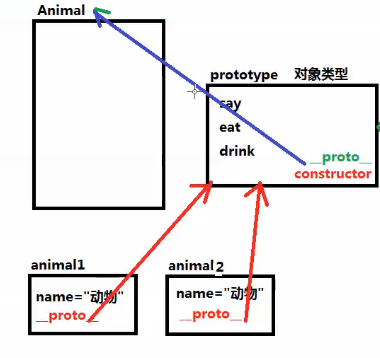 Animal
prototype 对象类型
say
eat
drink
__proto__
constructor
animal1
name="动物"
__proto__
animal2
name="动物"
__proto__